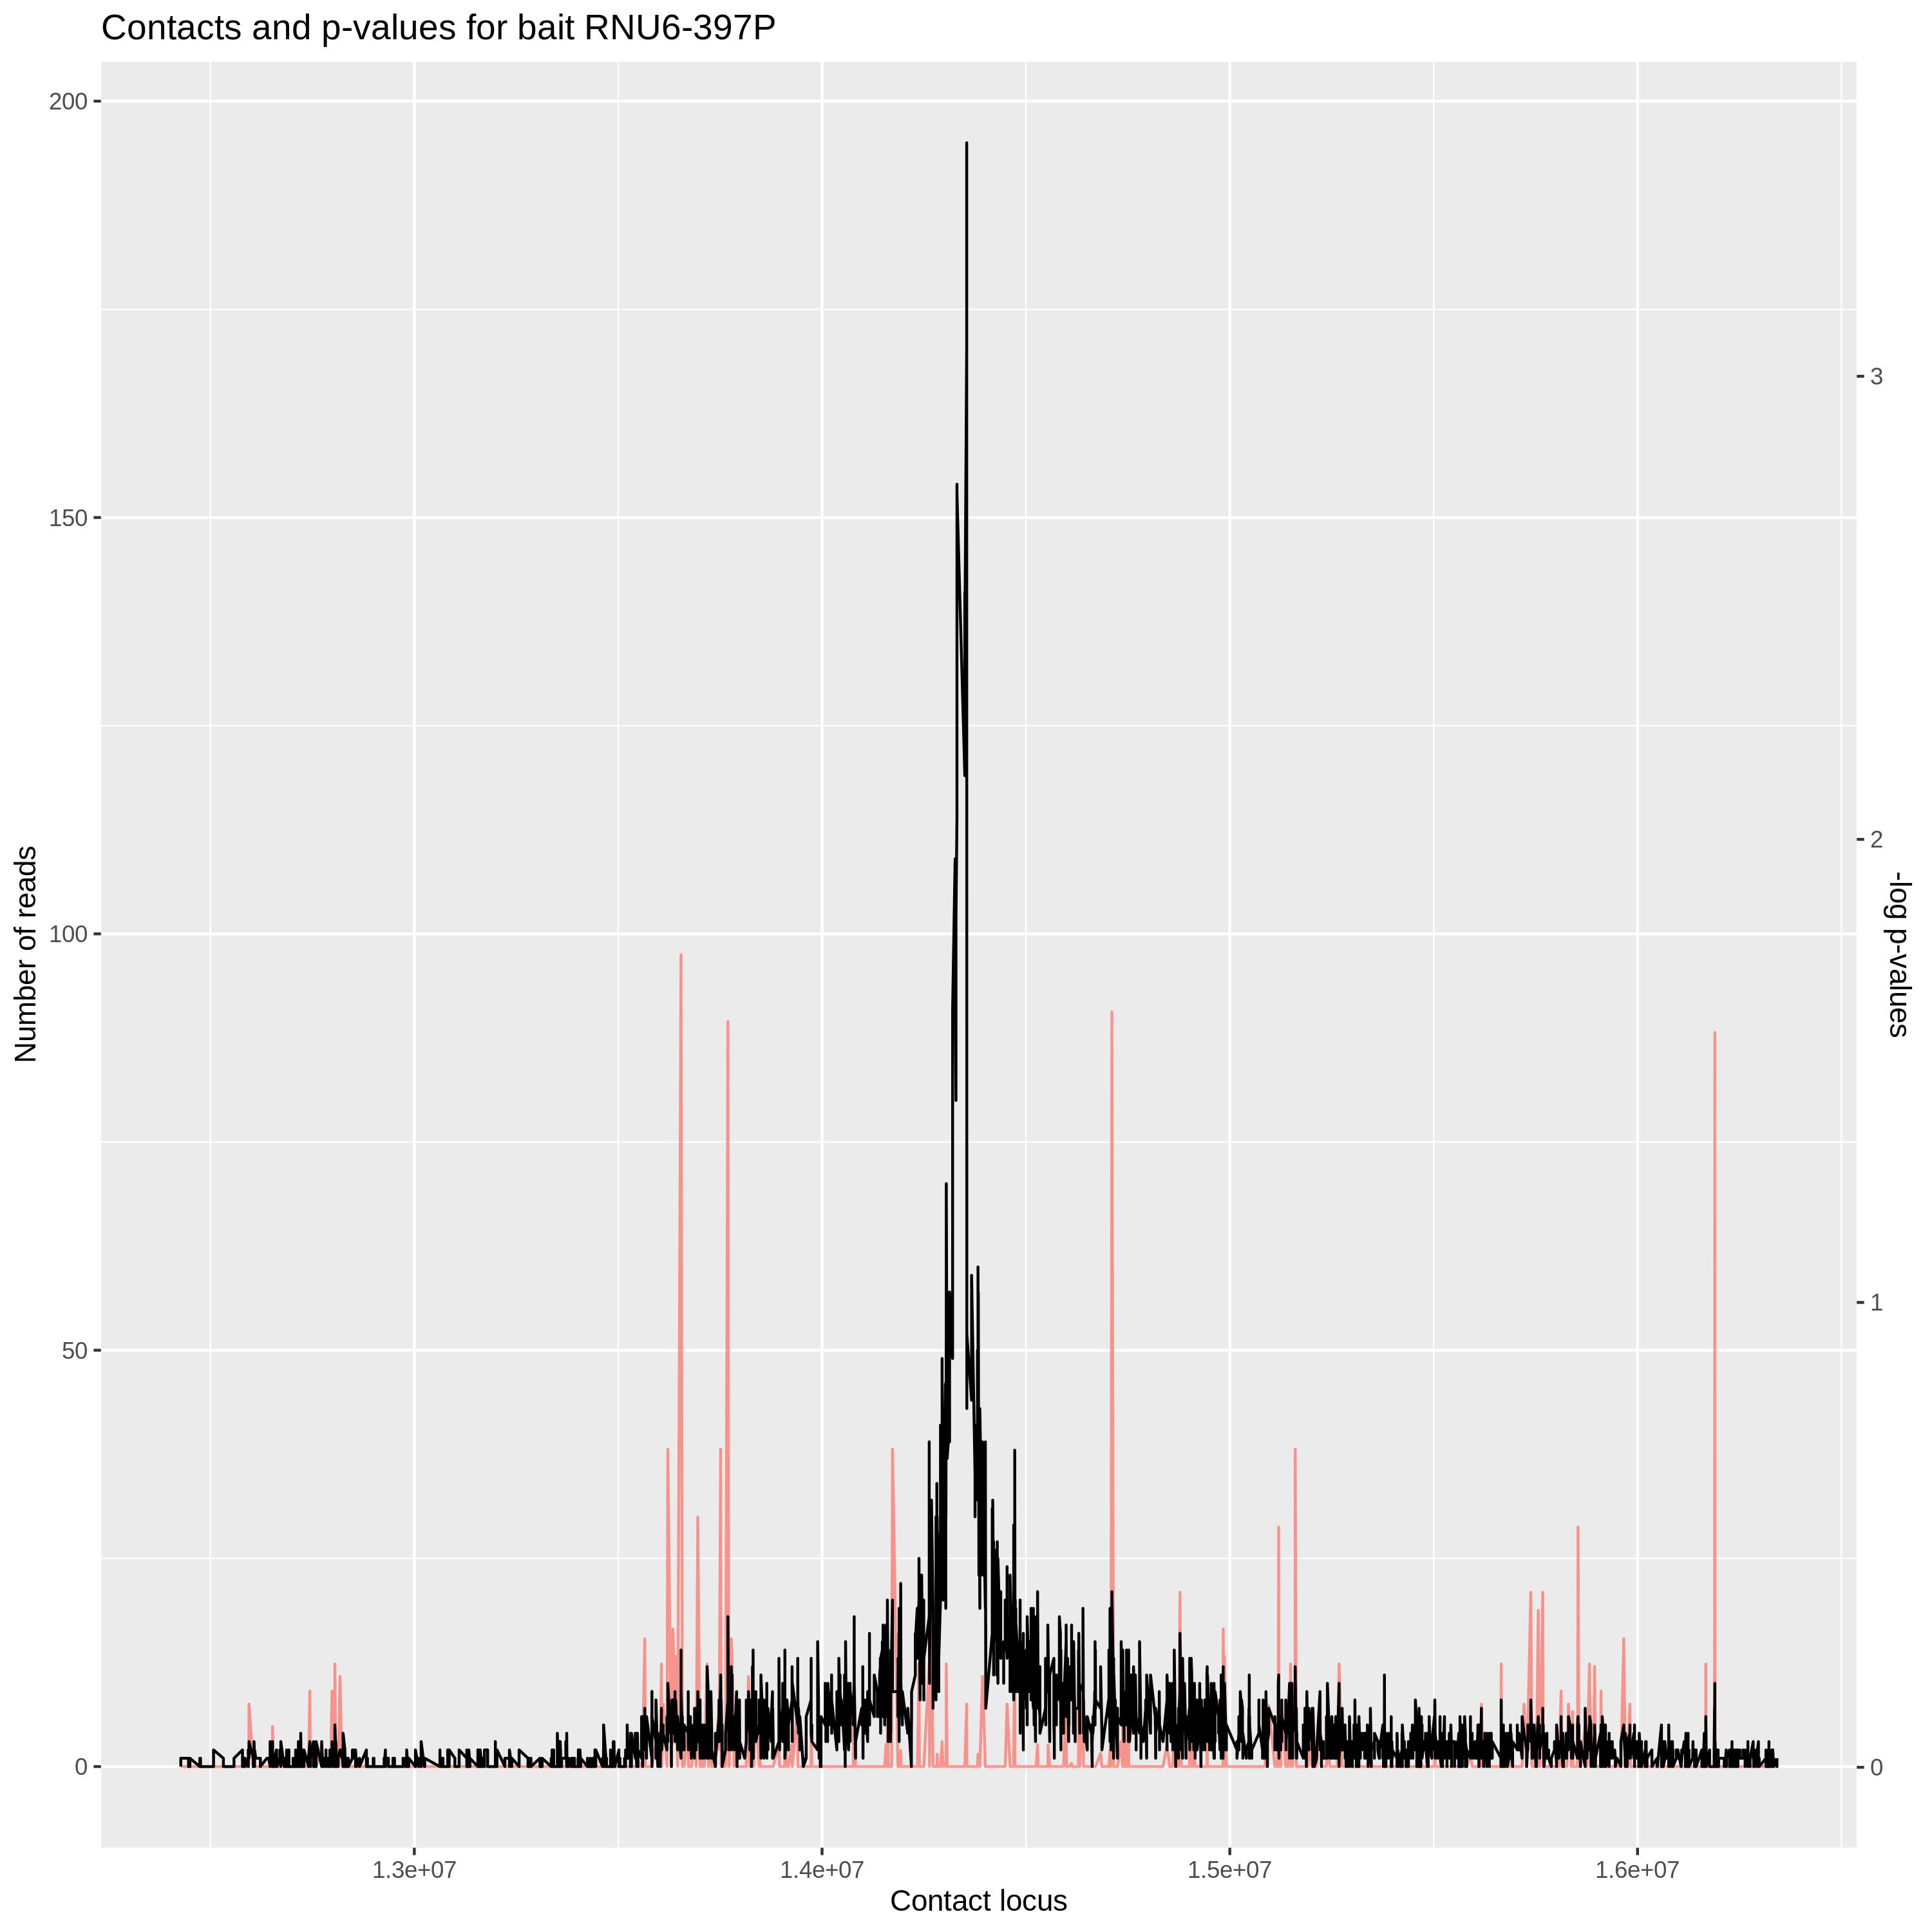 Contacts and p-values for bait RNU6-397P
200
150
100
50
0
Number of reads
3
2
1
0
-log p-values
1.3e+07
1.4e+07
1.5e+07
1.6e+07
Contact locus